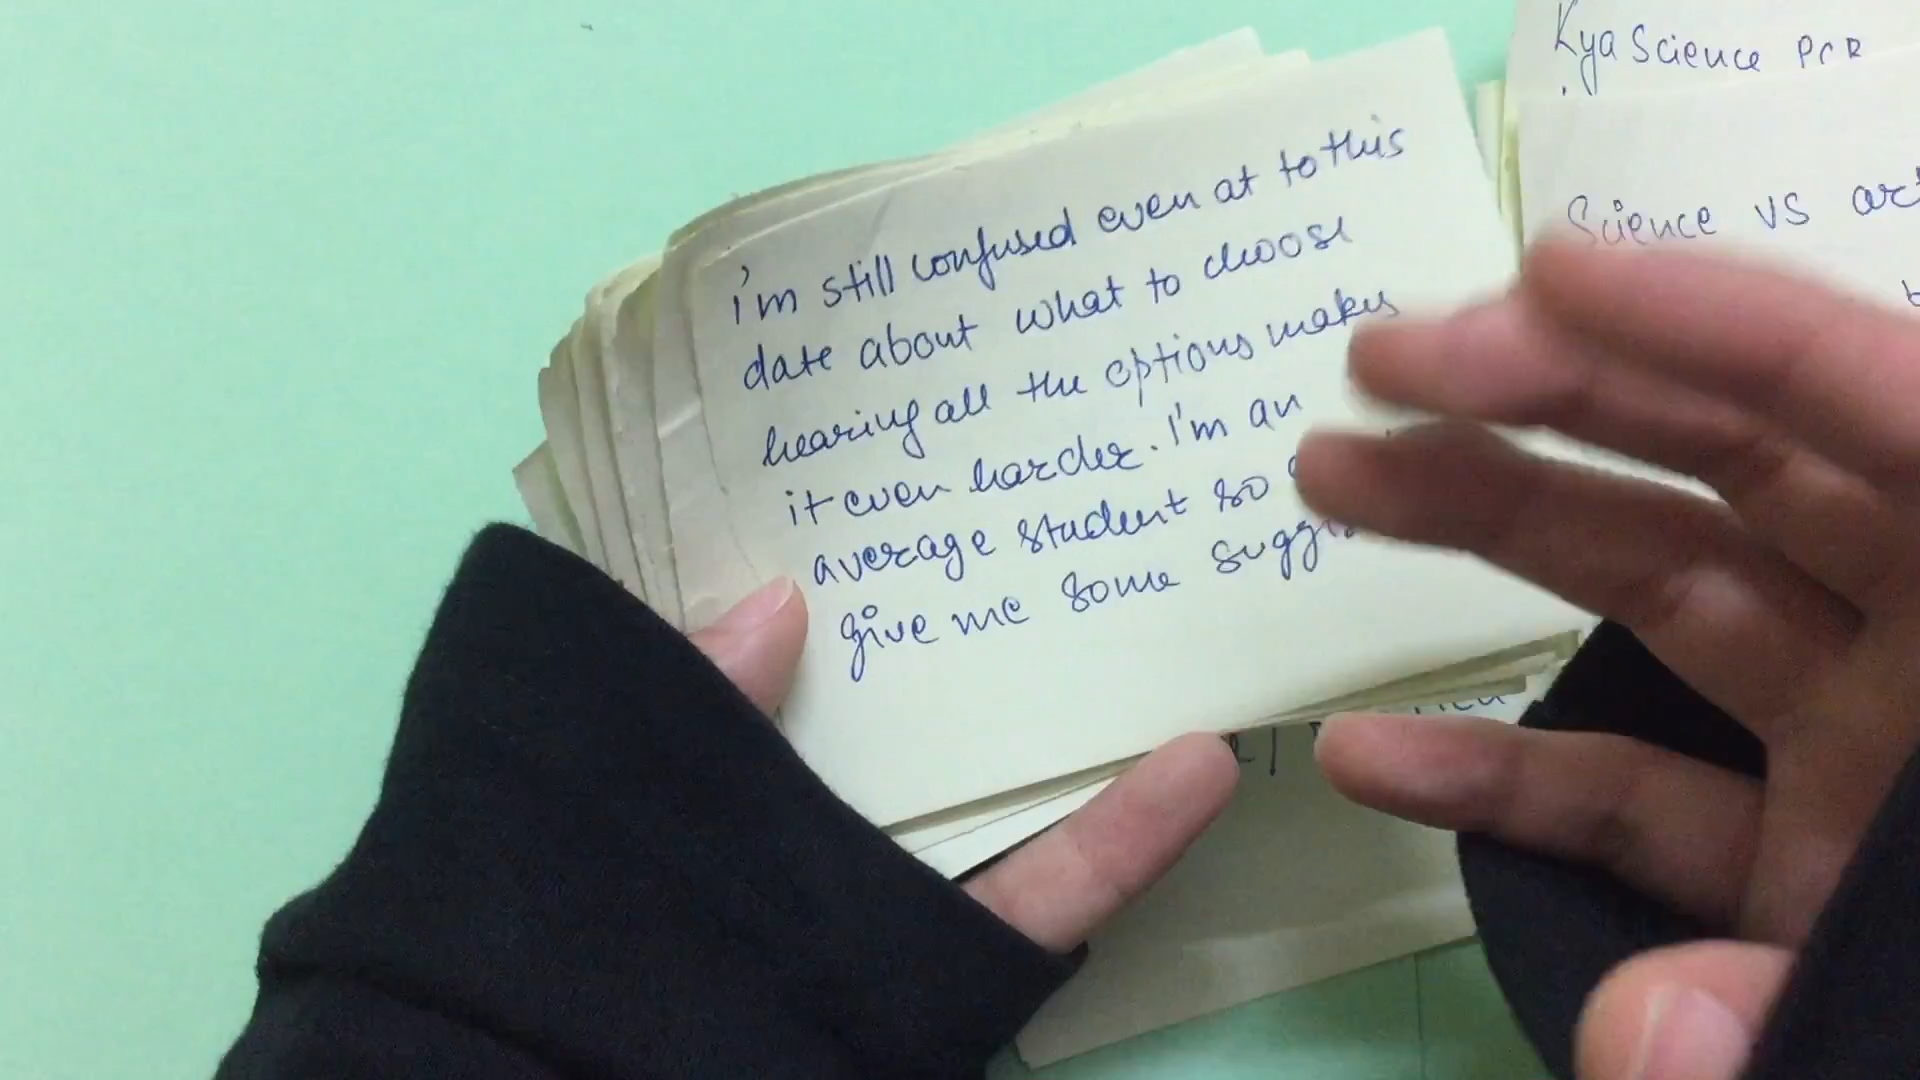 i'm still confused even at to this
date about what to choose
hearing all the options makes
it even harder. I'm an
average student so
give me some
Kya Science PCB
Science VS